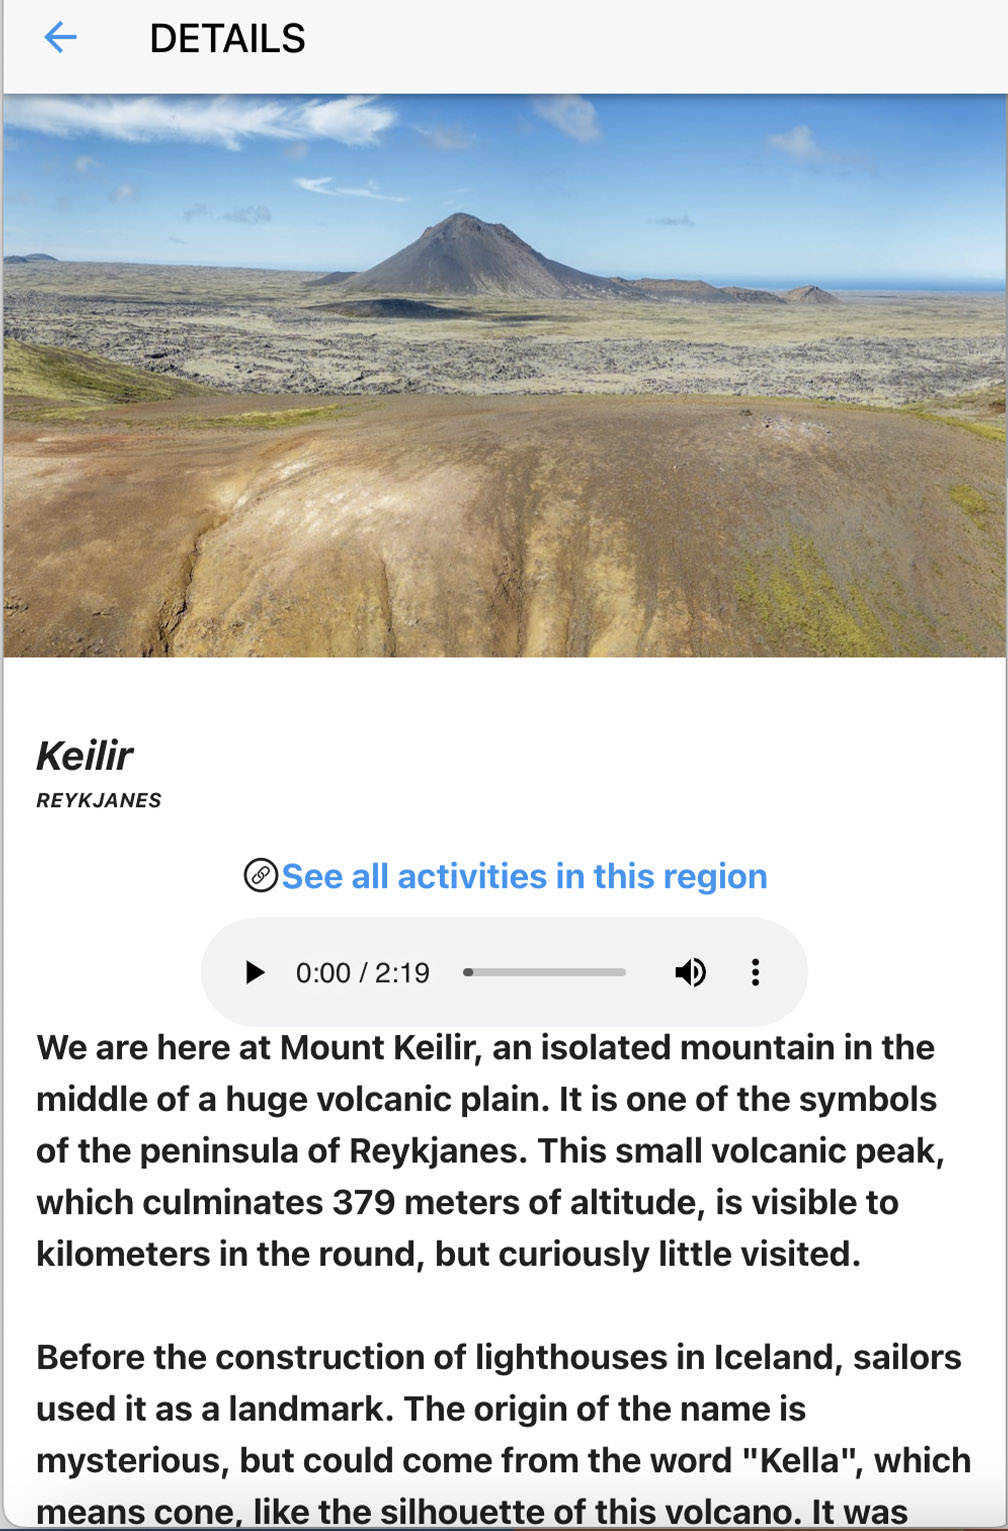 DETAILS
Keilir
REYKJANES
See all activities in this region
0:00 / 2:19
We are here at Mount Keilir, an isolated mountain in the
middle of a huge volcanic plain. It is one of the symbols
of the peninsula of Reykjanes. This small volcanic peak,
which culminates 379 meters of altitude, is visible to
kilometers in the round, but curiously little visited.
Before the construction of lighthouses in Iceland, sailors
used it as a landmark. The origin of the name is
mysterious, but could come from the word "Kella", which
means cone, like the silhouette of this volcano. It was